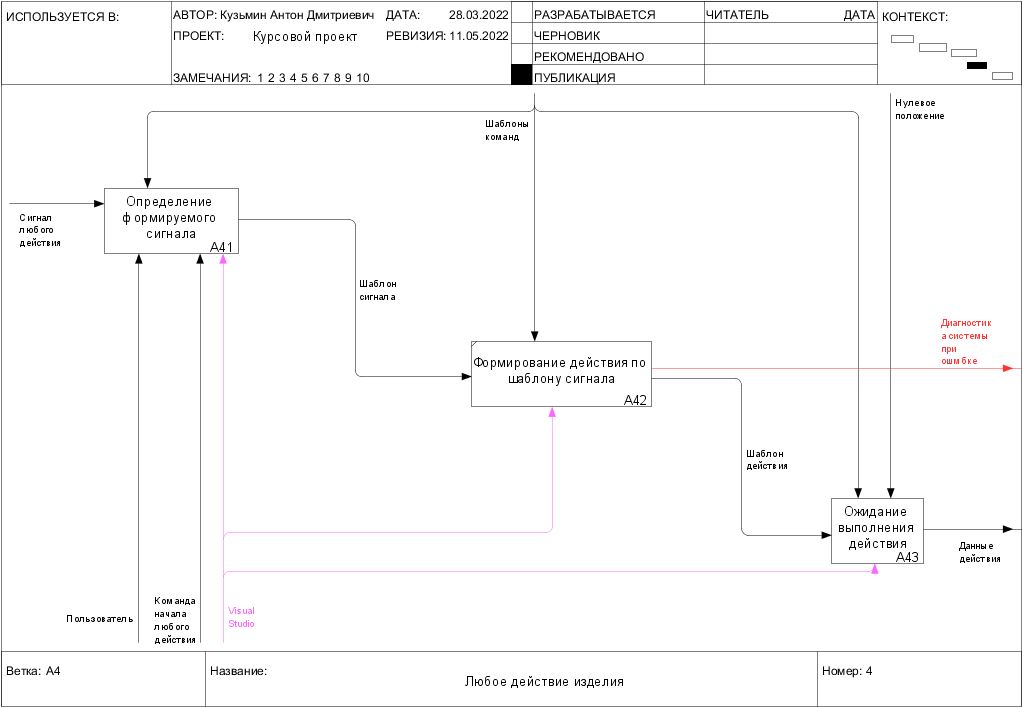 ИСПОЛЬЗУЕТСЯ В:
АВТОР: Кузьмин Антон Дмитриевич ДАТА: 28.03.2022
ПРОЕКТ: Курсовой проект РЕВИЗИЯ: 11.05.2022
ЗАМЕЧАНИЯ: 1 2 3 4 5 6 7 8 9 10
РАЗРАБАТЫВАЕТСЯ
ЧЕРНОВИК
РЕКОМЕНДОВАНО
ПУБЛИКАЦИЯ
ЧИТАТЕЛЬ ДАТА
КОНТЕКСТ:
Нулевое
положение
Шаблоны
команд
Сигнал
любого
действия
Определение
формируемого
сигнала
A41
Шаблон
сигнала
Диагностик
а системы
при
ошмбке
Формирование действия по
шаблону сигнала
A42
Шаблон
действия
Ожидание
выполнения
действия
A43
Данные
действия
Пользователь
Команда
начала
любого
действия
Visual
Studio
Ветка: A4
Название:
Любое действие изделия
Номер: 4